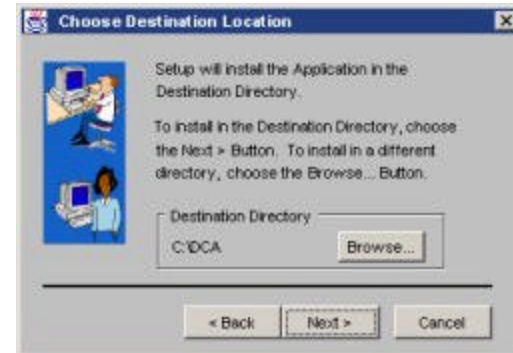 Choose Destination Location
Setup will install the Application in the
Destination Directory.
To install in the Destination Directory, choose
the Next > Button. To install in a different
directory, choose the Browse... Button.
Destination Directory
C:\DCA
Browse...
< Back
Next >
Cancel